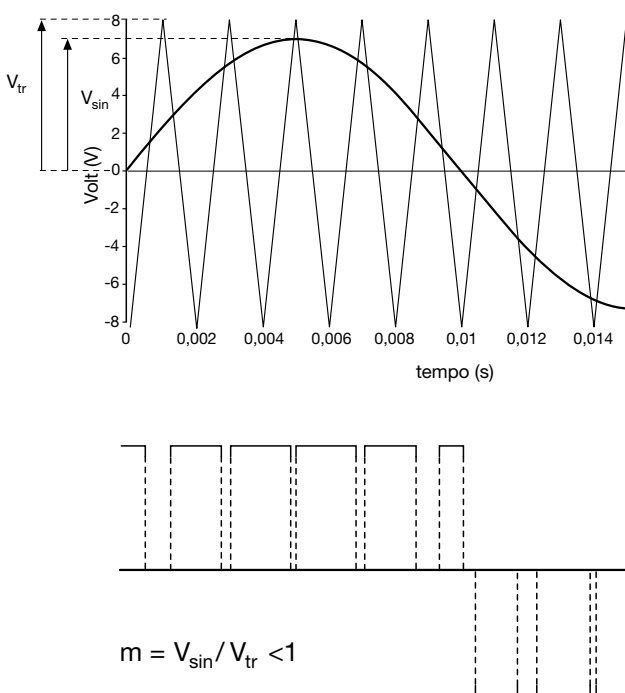 V_tr
V_sin
Volt (V)
8
6
4
2
0
-2
-4
-6
-8
0 0,002 0,004 0,006 0,008 0,01 0,012 0,014
tempo (s)
m = V_sin / V_tr <1